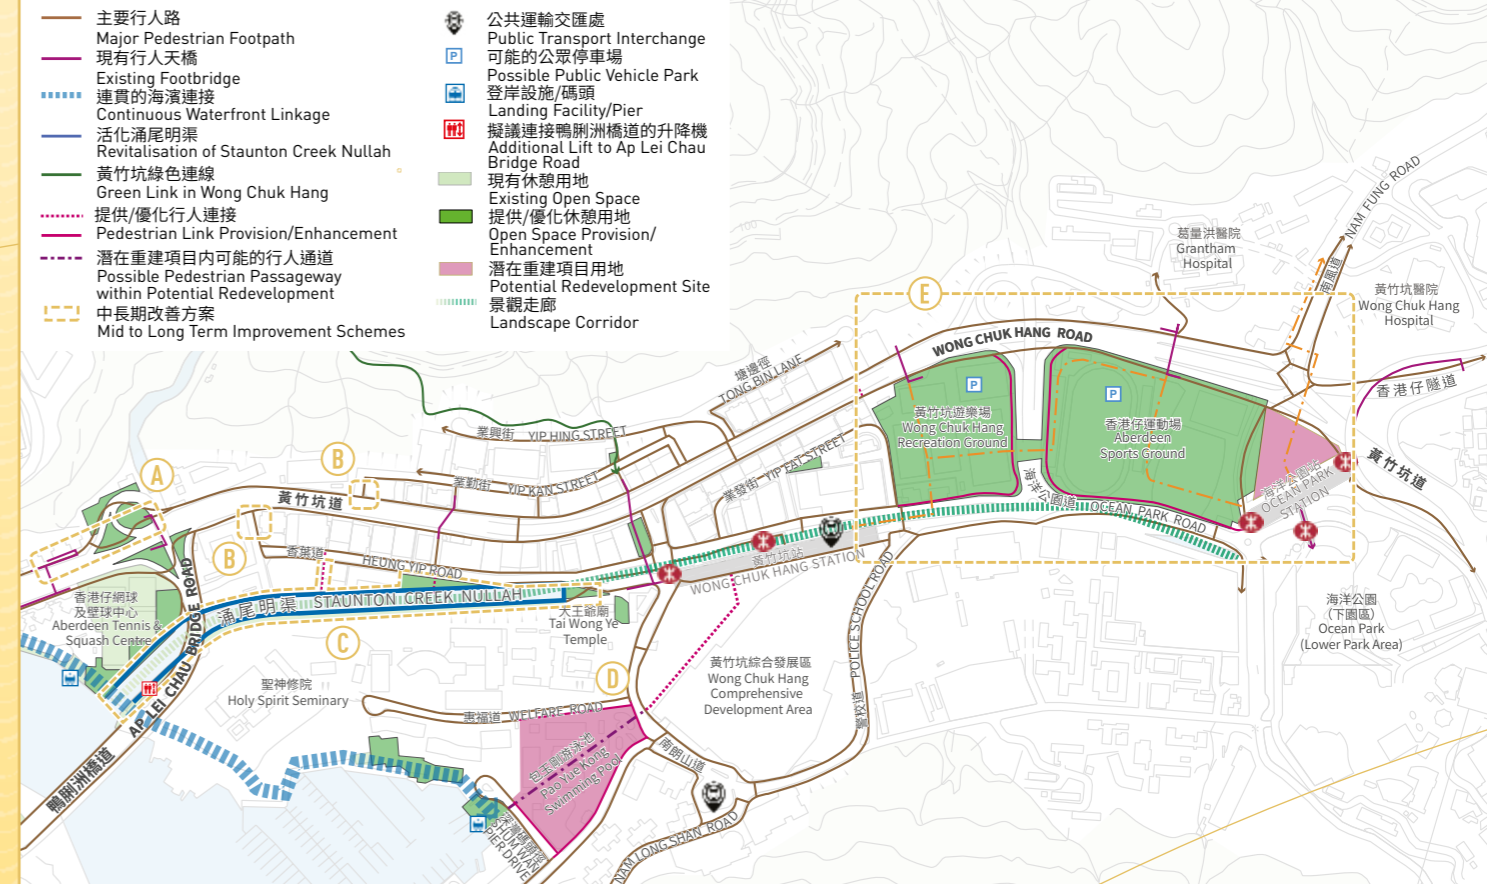 主要行人路
Major Pedestrian Footpath
現有行人天橋
Existing Footbridge
連貫的海濱連接
Continuous Waterfront Linkage
活化涌尾明渠
Revitalisation of Staunton Creek Nullah
黃竹坑綠色連線
Green Link in Wong Chuk Hang
提供/優化行人連接
Pedestrian Link Provision/Enhancement
潛在重建項目内可能的行人通道
Possible Pedestrian Passageway
within Potential Redevelopment
中長期改善方案
Mid to Long Term Improvement Schemes
公共運輸交匯處
Public Transport Interchange
P
可能的公眾停車場
Possible Public Vehicle Park
登岸設施/碼頭
Landing Facility/Pier
擬議連接鴨脷洲橋道的升降機
Additional Lift to Ap Lei Chau
Bridge Road
現有休憩用地
Existing Open Space
提供/優化休憩用地
Open Space Provision/
Enhancement
潛在重建項目用地
Potential Redevelopment Site
景觀走廊
Landscape Corridor
100
NAM FUNG ROAD
南風道
葛量洪醫院
Grantham
Hospital
黃竹坑醫院
Wong Chuk Hang
Hospital
E
WONG CHUK HANG ROAD
塘邊徑
TONG BIN LANE
香港仔隧道
P
P
黃竹坑遊樂場
Wong Chuk Hang
Recreation Ground
香港仔運動場
Aberdeen
Sports Ground
業興街 YIP HING STREET
業勤街 YIP KAN STREET
業發街 YIP FAT STREET
黃竹坑道
海洋公園站
OCEAN PARK
STATION
海洋公園道 OCEAN PARK ROAD
A
B
黃竹坑道
B
香葉道
HEUNG YIP ROAD
黃竹坑站
WONG CHUK HANG STATION
香港仔網球
及壁球中心
Aberdeen Tennis &
Squash Centre
涌尾明渠 STAUNTON CREEK NULLAH
天王爺廟
Tai Wong Ye
Temple
C
海洋公園
(下園區)
Ocean Park
(Lower Park Area)
聖神修院
Holy Spirit Seminary
D
黃竹坑綜合發展區
Wong Chuk Hang
Comprehensive
Development Area
警校道 POLICE SCHOOL ROAD
惠福道 WELFARE ROAD
鴨脷洲橋道 AP LEI CHAU BRIDGE ROAD
包玉剛游泳池
Pao Yue Kong
Swimming Pool
南朗山道
NAM LONG SHAN ROAD
深灣碼頭徑
SHUM WAN
PIER DRIVE